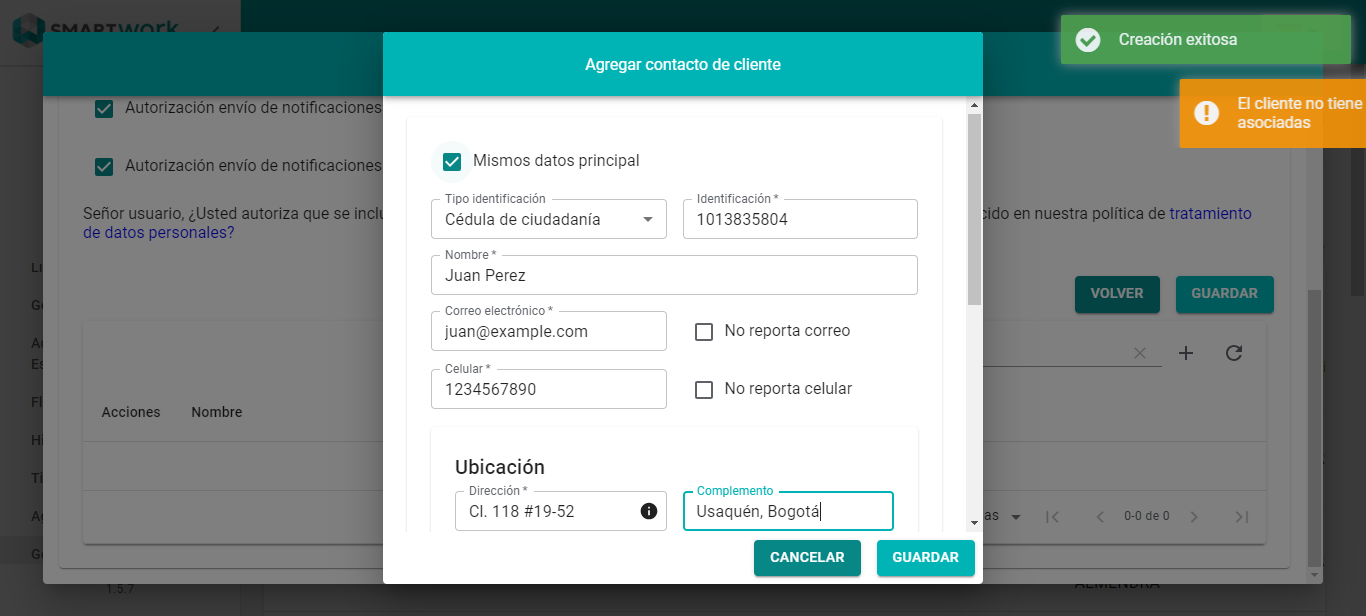 SMARTwork
Creación exitosa
El cliente no tiene
asociadas
Agregar contacto de cliente
Autorización envío de notificaciones
Autorización envío de notificaciones
Señor usuario, ¿Usted autoriza que se inclu
cido en nuestra política de tratamiento
de datos personales?
VOLVER
GUARDAR
Acciones
Nombre
as
0-0 de 0
Mismos datos principal
Tipo identificación
Cédula de ciudadanía
Identificación *
1013835804
Nombre *
Juan Perez
Correo electrónico *
juan@example.com
No reporta correo
Celular *
1234567890
No reporta celular
Ubicación
Dirección *
Cl. 118 #19-52
Complemento
Usaquén, Bogotá
CANCELAR
GUARDAR
1.5.7
ALMENDRA